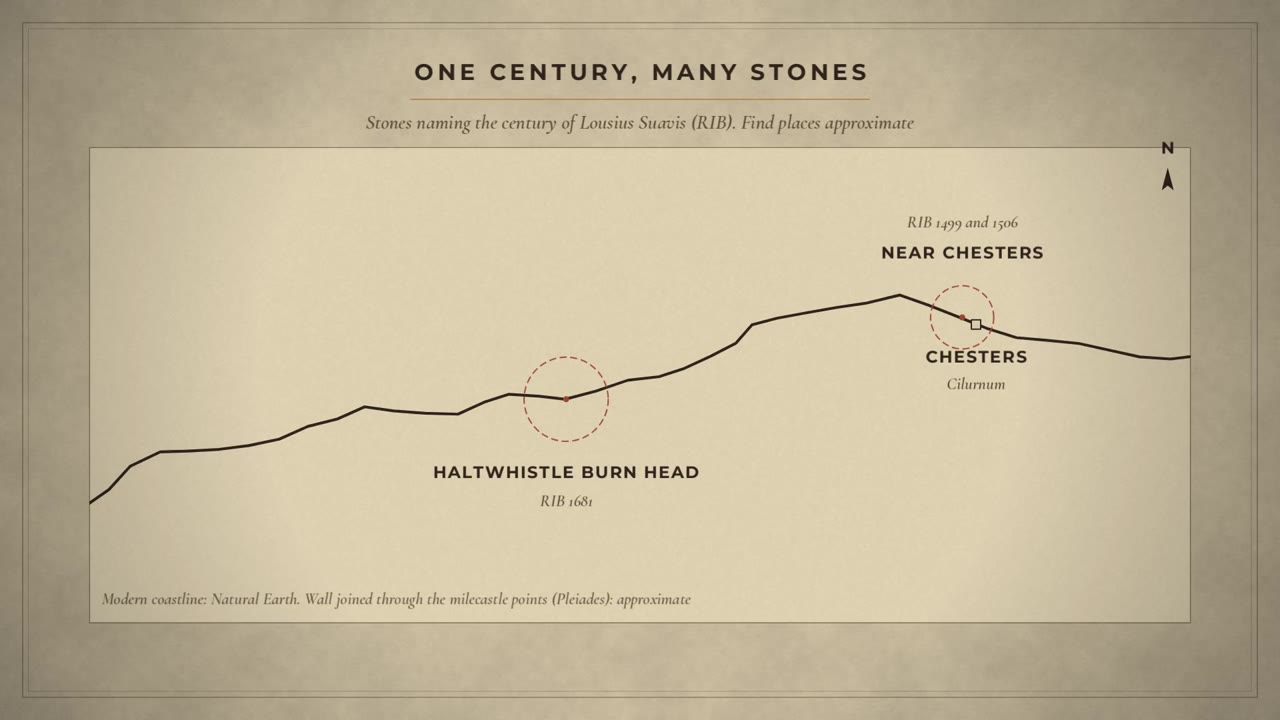 ONE CENTURY, MANY STONES
Stones naming the century of Lousius Suavis (RIB). Find places approximate
N
RIB 1499 and 1506
NEAR CHESTERS
CHESTERS
Cilurnum
HALTWHISTLE BURN HEAD
RIB 1681
Modern coastline: Natural Earth. Wall joined through the milecastle points (Pleiades): approximate